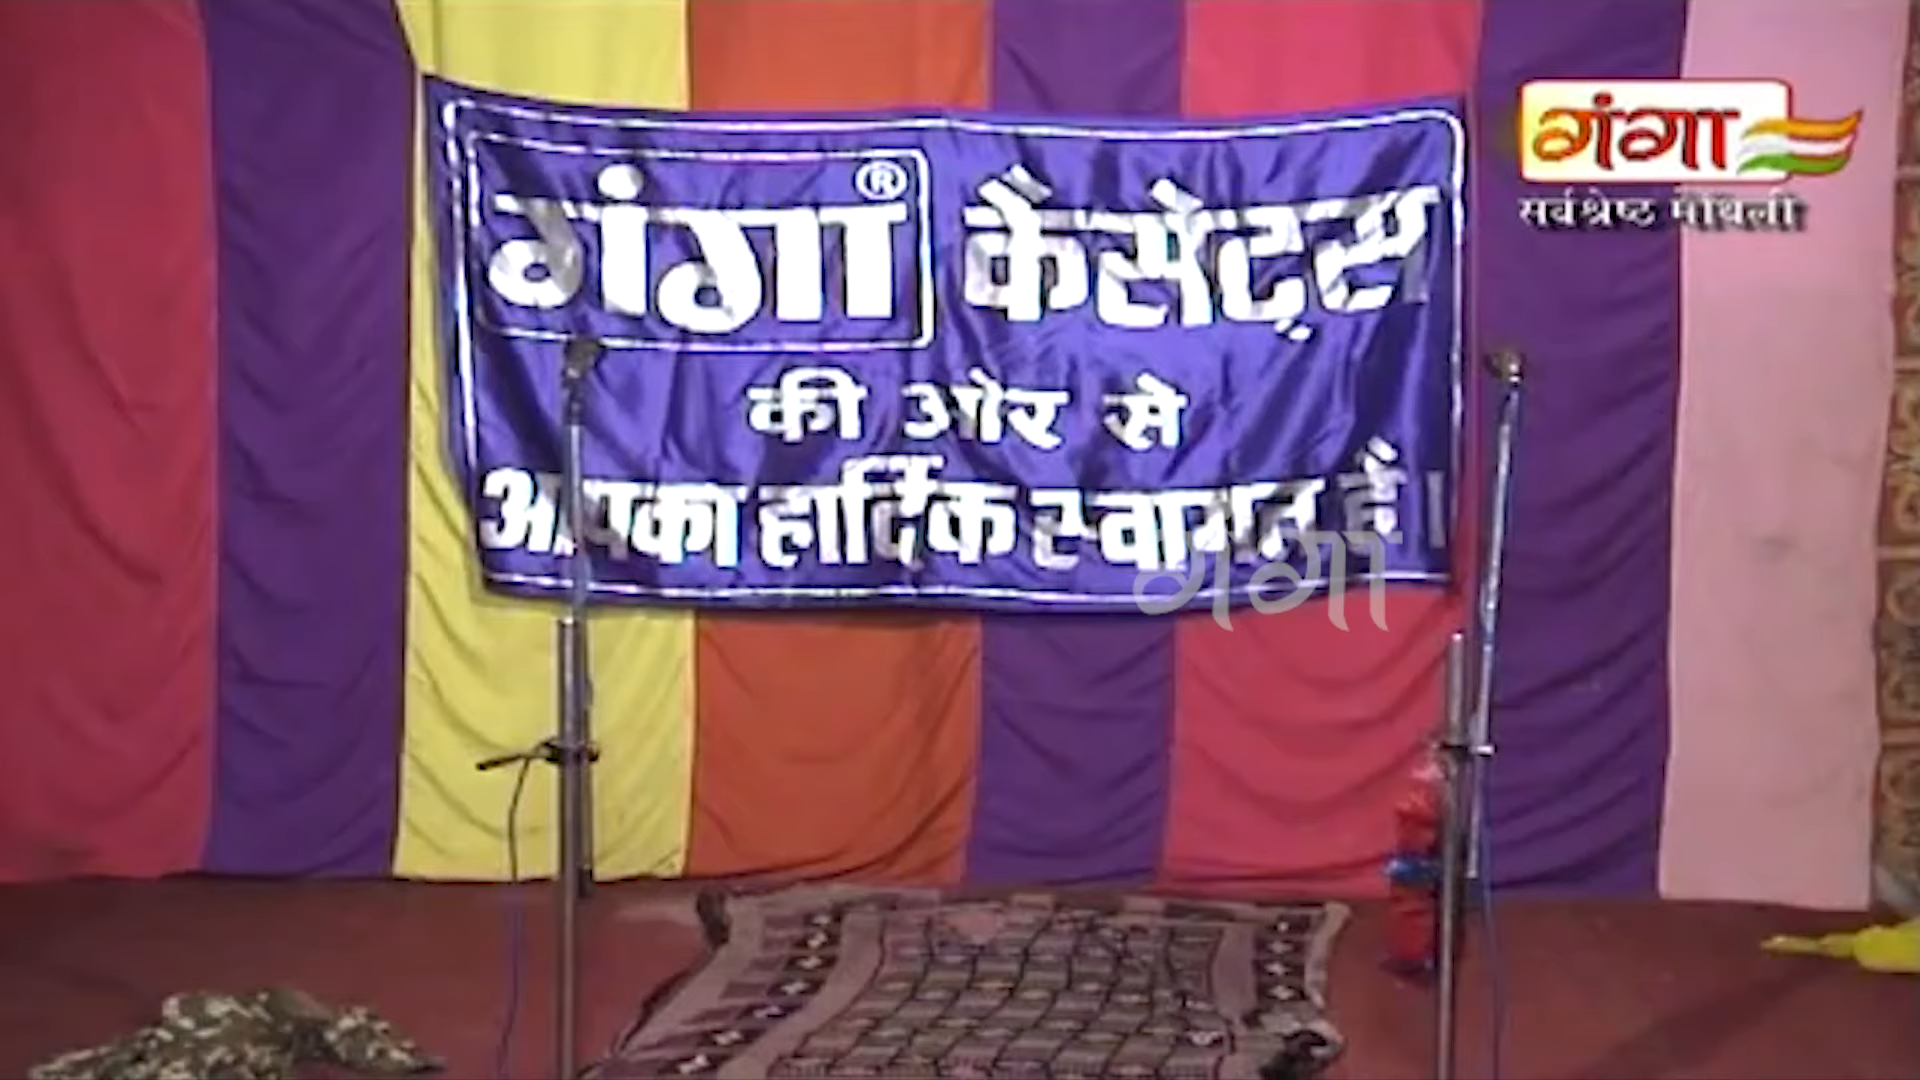 गंगा® कैसेट्स
की ओर से
आपका हार्दिक स्वागत है।
गंगा
सर्वश्रेष्ठ मैथिली
गंगा